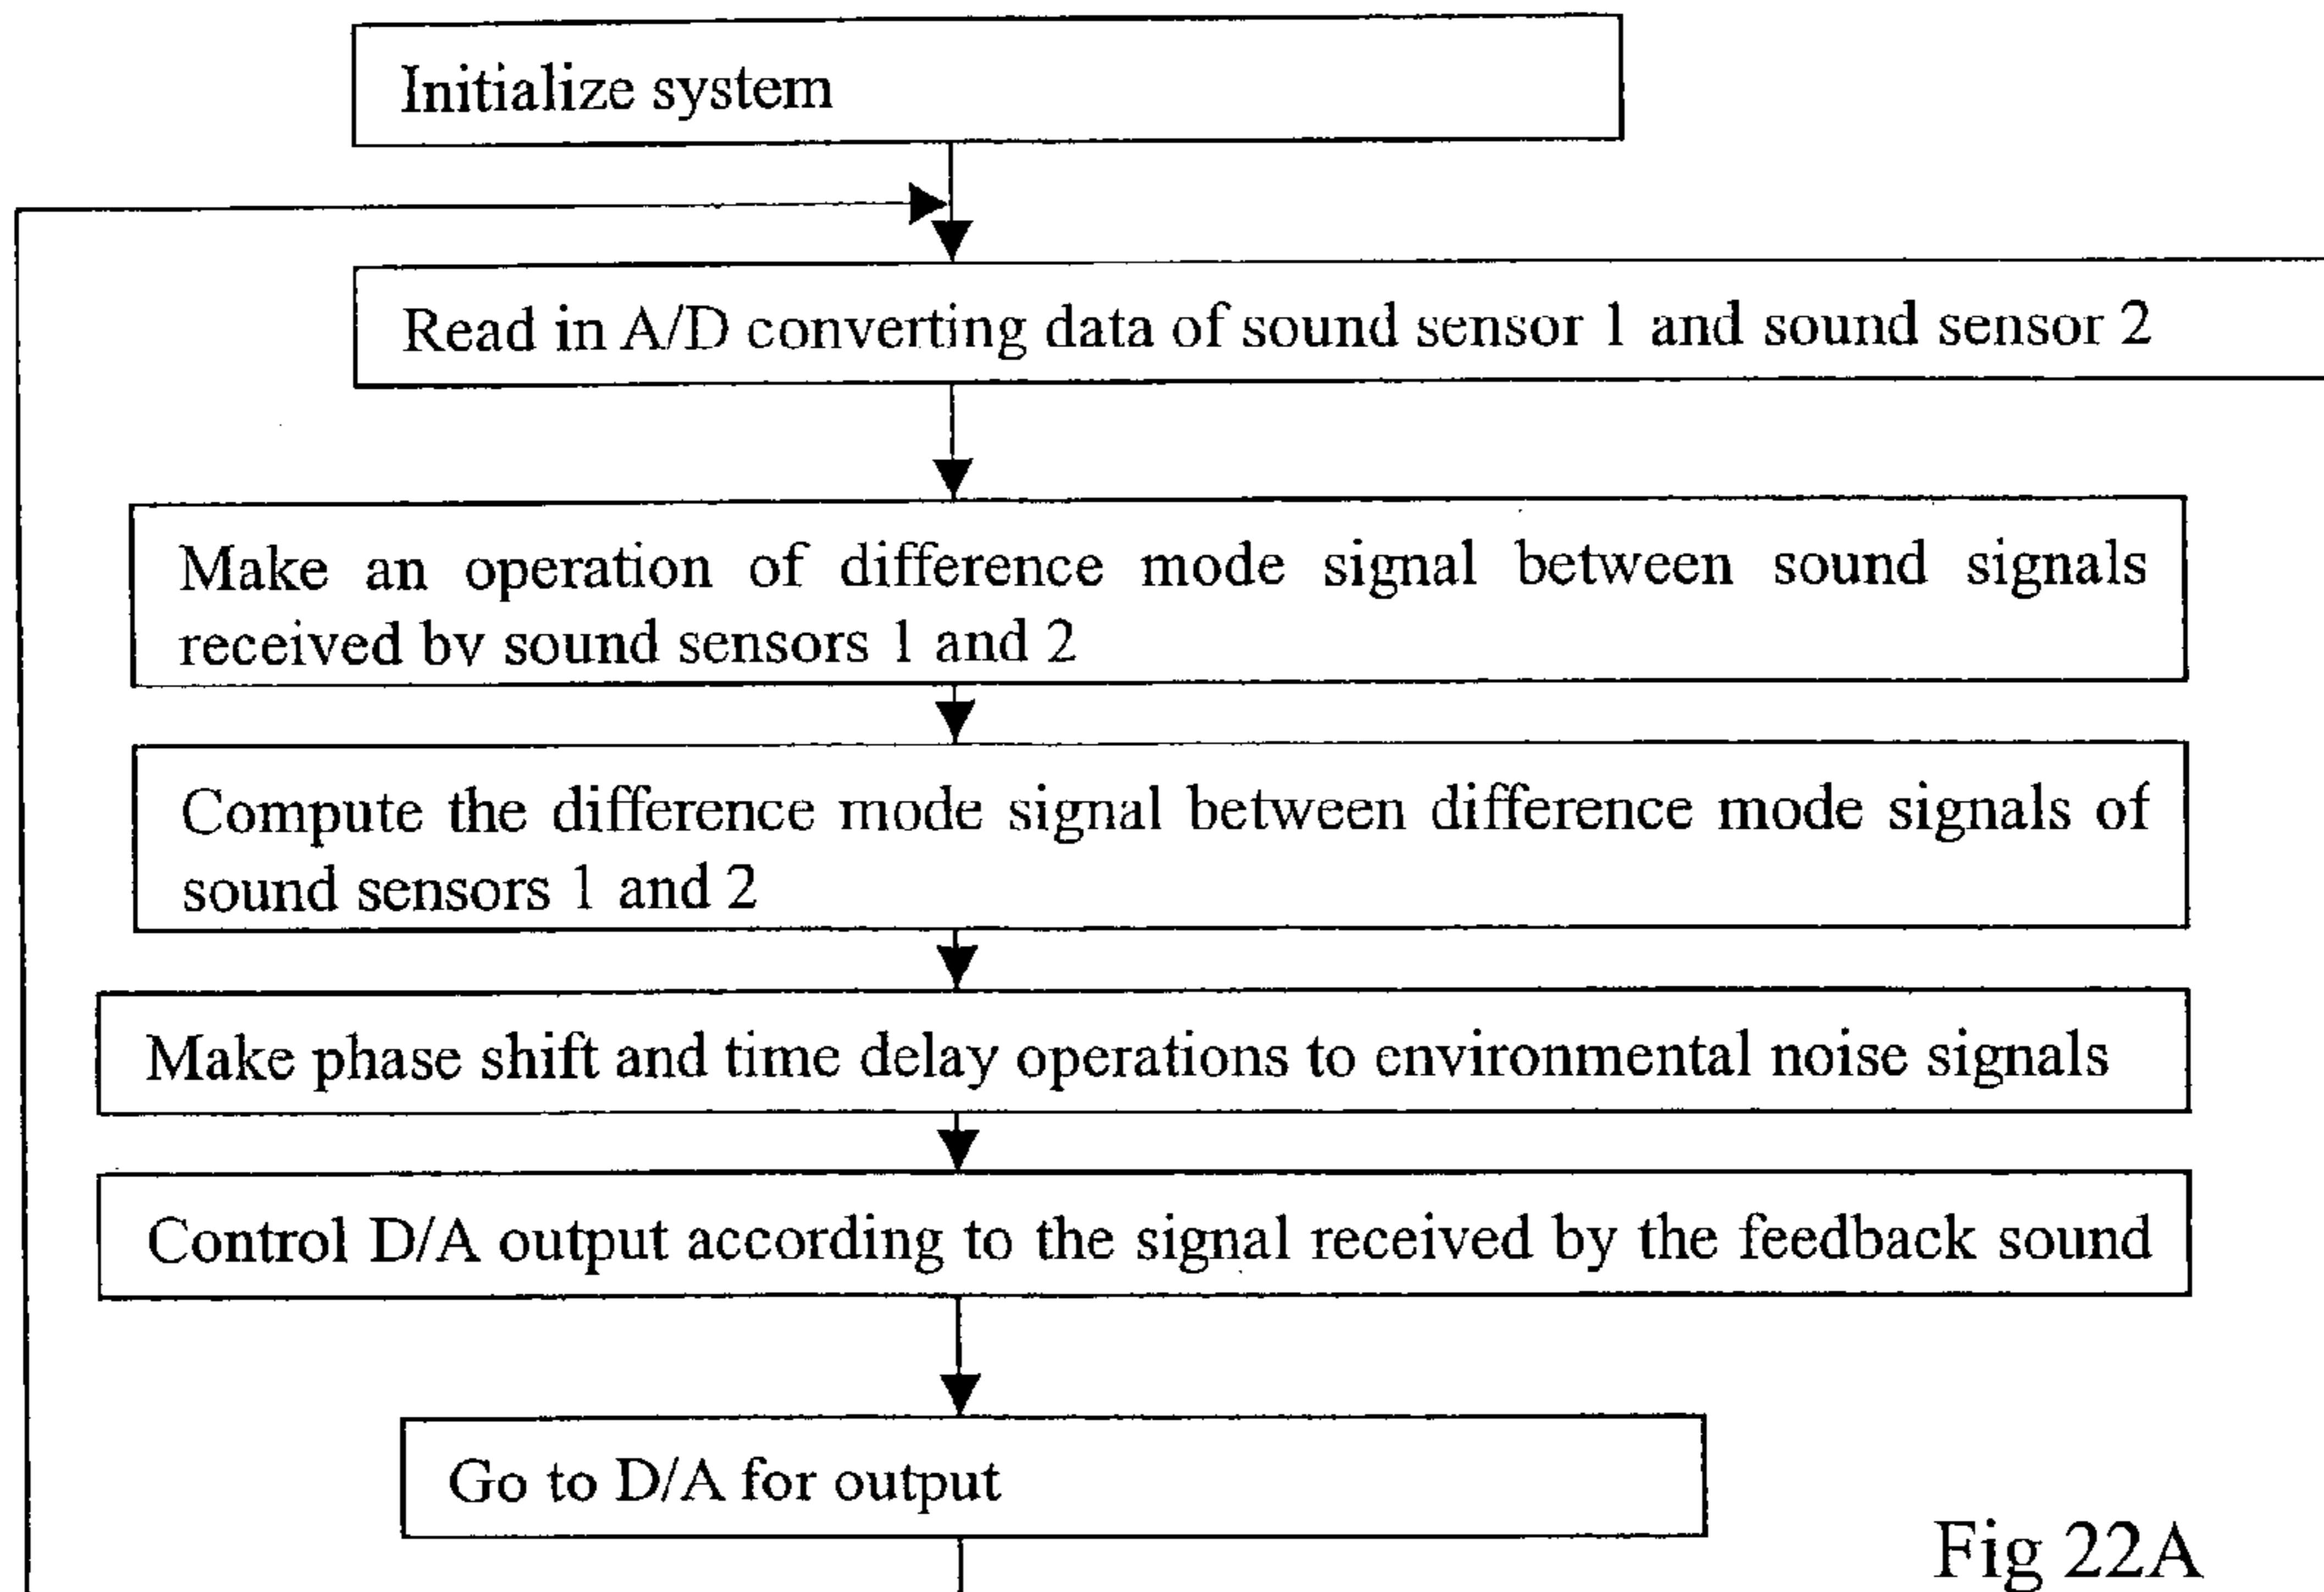 Initialize system
Read in A/D converting data of sound sensor 1 and sound sensor 2
Make an operation of difference mode signal between sound signals
received by sound sensors 1 and 2
Compute the difference mode signal between difference mode signals of
sound sensors 1 and 2
Make phase shift and time delay operations to environmental noise signals
Control D/A output according to the signal received by the feedback sound
Go to D/A for output
Fig 22A